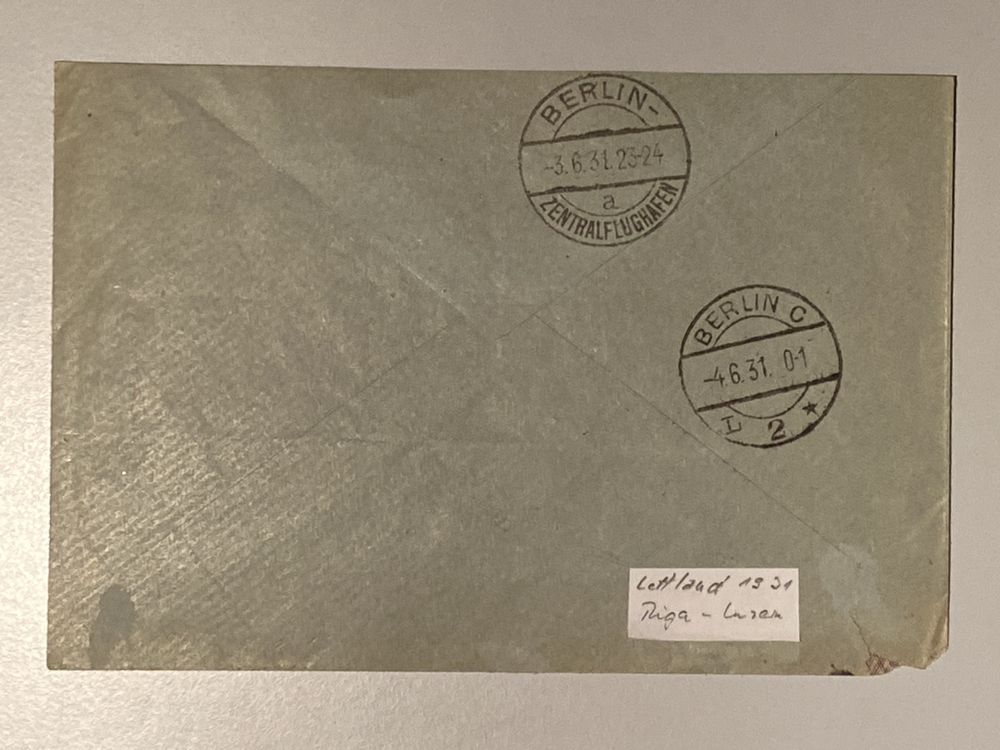 BERLIN-
-3.6.31.23-24
a
ZENTRALFLUGHAFEN
BERLIN C
-4.6.31. 0-1
L 2 ★
Lettland 1931
Riga - Luzern